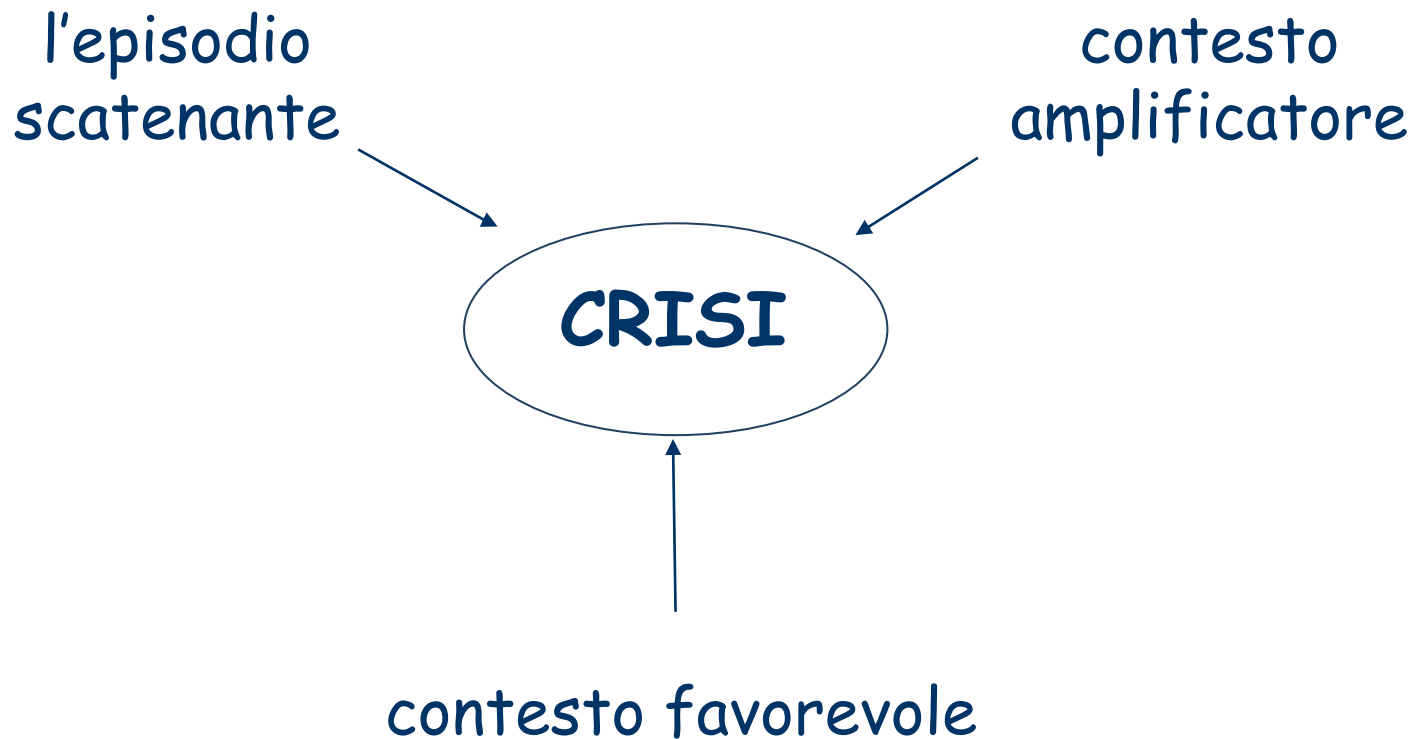 l’episodio
scatenante
contesto
amplificatore
CRISI
contesto favorevole